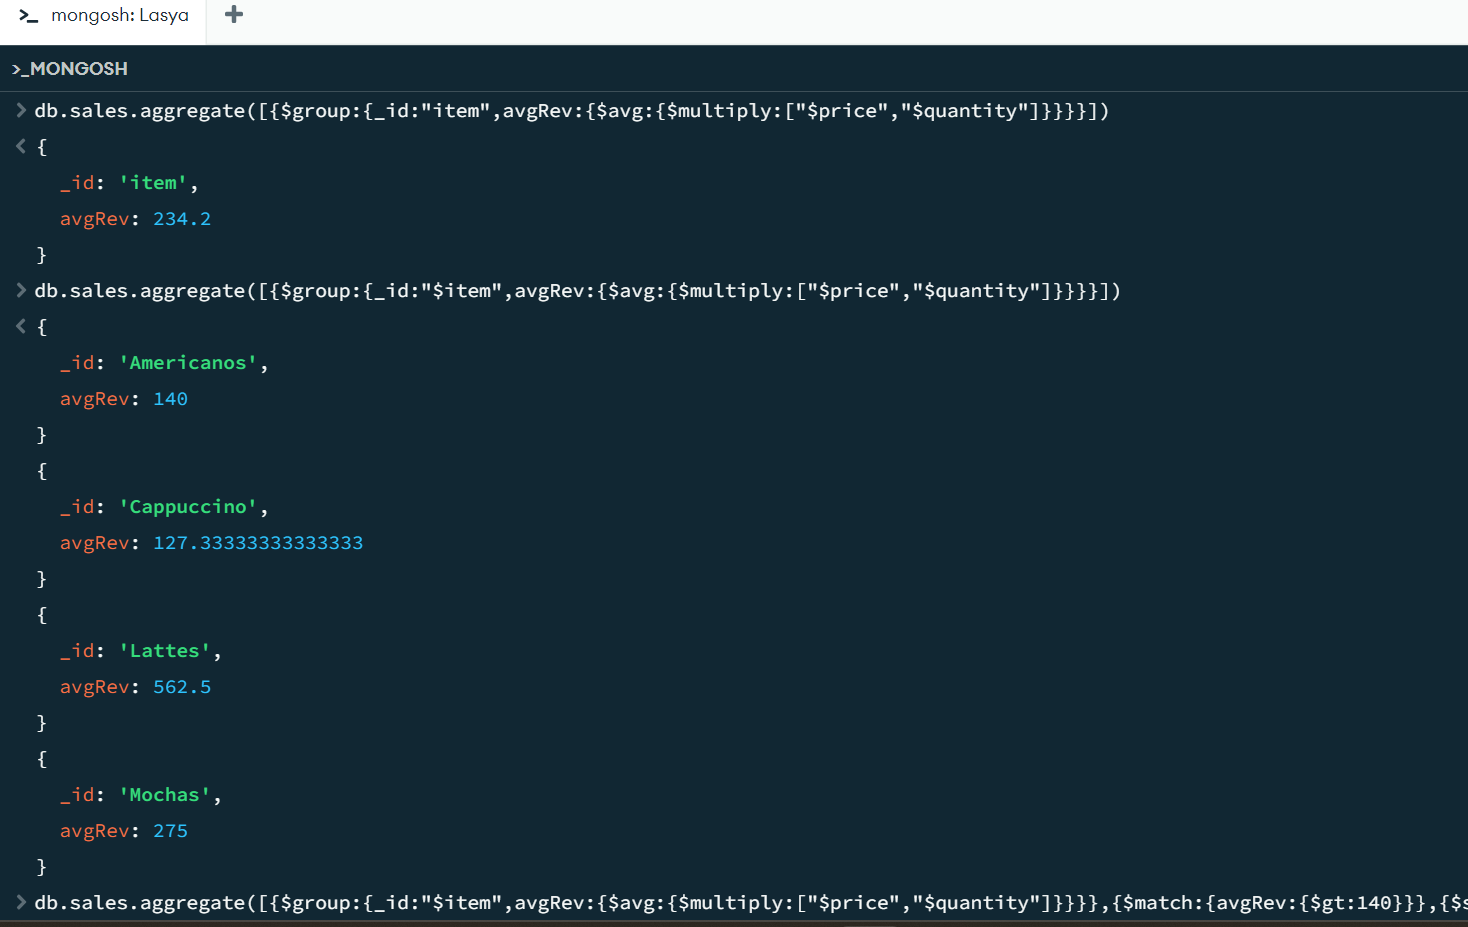 >_ mongosh: Lasya +
>_MONGOSH
> db.sales.aggregate([{$group:{_id:"item",avgRev:{$avg:{$multiply:["$price","$quantity"]}}}}])
< {
_id: 'item',
avgRev: 234.2
}
> db.sales.aggregate([{$group:{_id:"$item",avgRev:{$avg:{$multiply:["$price","$quantity"]}}}}])
< {
_id: 'Americanos',
avgRev: 140
}
{
_id: 'Cappuccino',
avgRev: 127.33333333333333
}
{
_id: 'Lattes',
avgRev: 562.5
}
{
_id: 'Mochas',
avgRev: 275
}
> db.sales.aggregate([{$group:{_id:"$item",avgRev:{$avg:{$multiply:["$price","$quantity"]}}}},{$match:{avgRev:{$gt:140}}},{$s